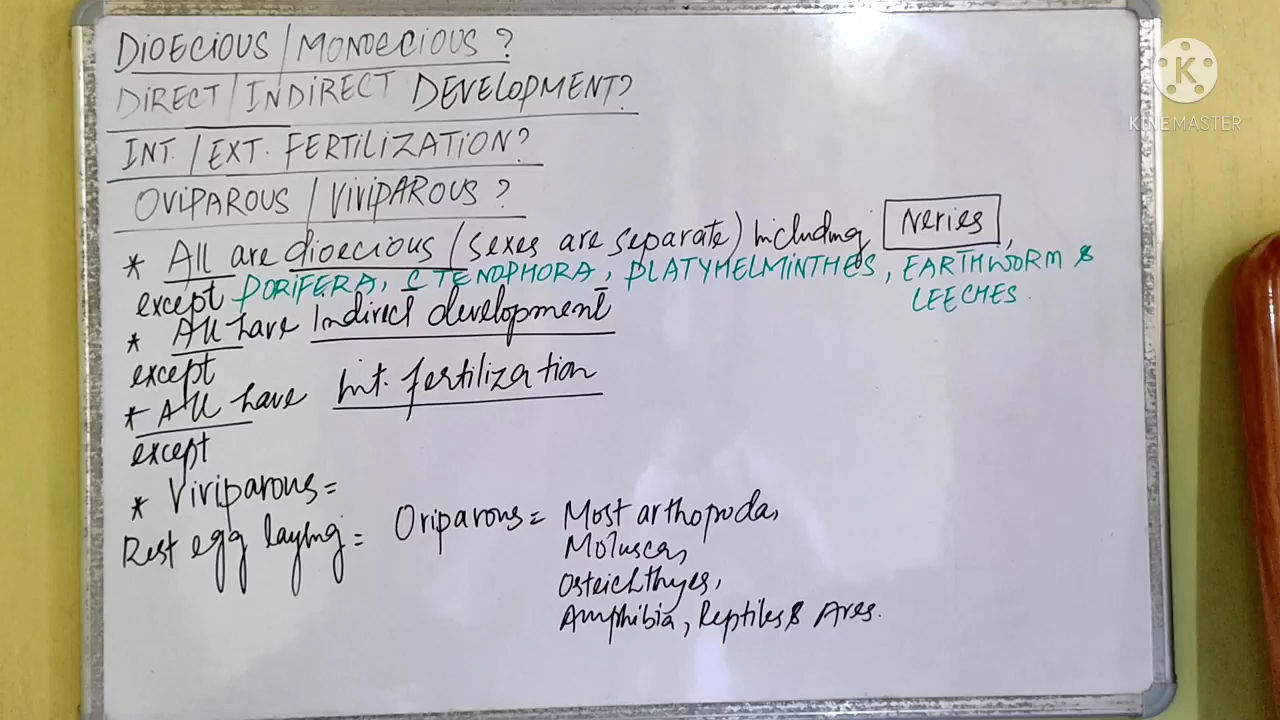 DIOECIOUS / MONOECIOUS ?
DIRECT / INDIRECT DEVELOPMENT?
INT. / EXT. FERTILIZATION?
OVIPAROUS / VIVIPAROUS ?
* All are dioecious (sexes are separate) including Neries,
except PORIFERA, CTENOPHORA, PLATYHELMINTHES, EARTHWORM &
LEECHES.
* All have Indirect development
except
* All have Int. fertilization
except
* Viviparous =
Rest egg laying = Oviparous = Most arthopoda,
Molusca,
Osteichthyes,
Amphibia, Reptiles & Aves.
KINEMASTER